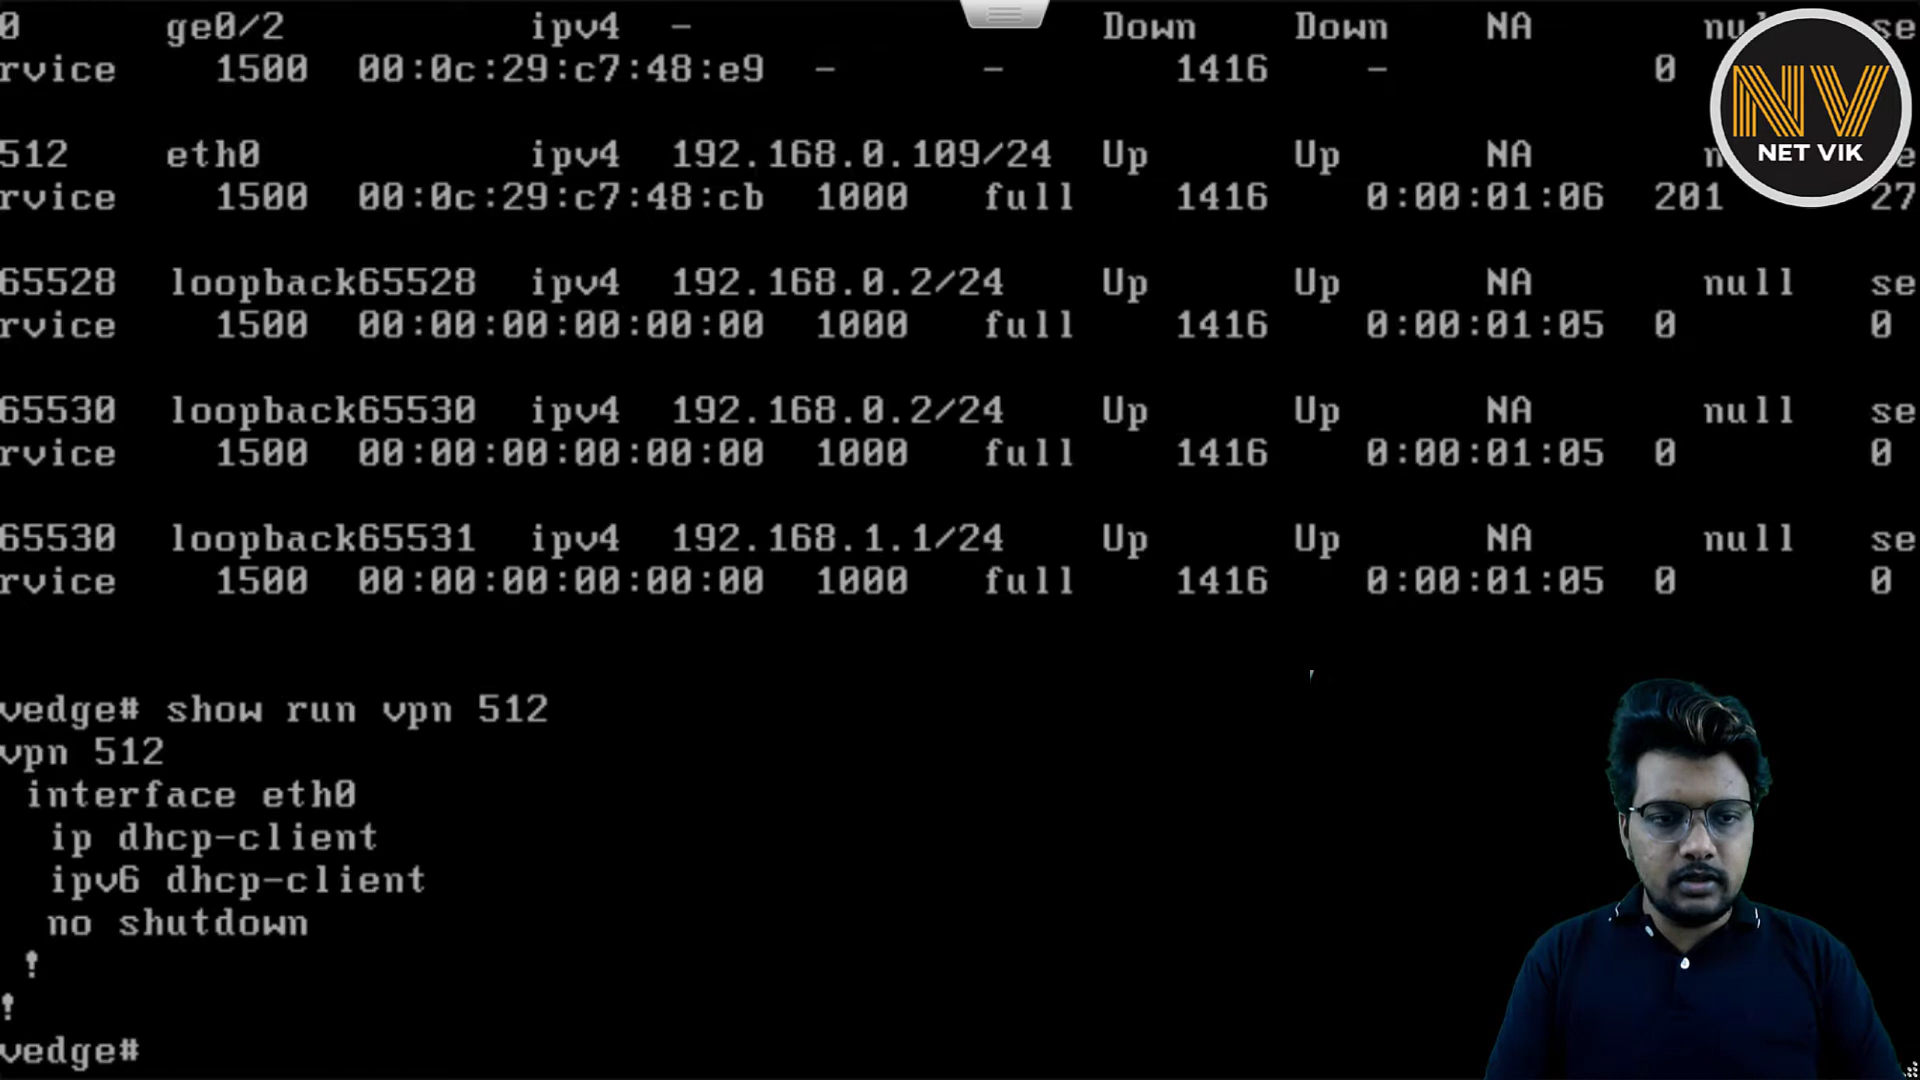 0 ge0/2 ipv4 - Down Down NA nu se
rvice 1500 00:0c:29:c7:48:e9 - - 1416 - 0
512 eth0 ipv4 192.168.0.109/24 Up Up NA
rvice 1500 00:0c:29:c7:48:cb 1000 full 1416 0:00:01:06 201 27
65528 loopback65528 ipv4 192.168.0.2/24 Up Up NA null se
rvice 1500 00:00:00:00:00:00 1000 full 1416 0:00:01:05 0 0
65530 loopback65530 ipv4 192.168.0.2/24 Up Up NA null se
rvice 1500 00:00:00:00:00:00 1000 full 1416 0:00:01:05 0 0
65530 loopback65531 ipv4 192.168.1.1/24 Up Up NA null se
rvice 1500 00:00:00:00:00:00 1000 full 1416 0:00:01:05 0 0
vedge# show run vpn 512
vpn 512
interface eth0
ip dhcp-client
ipv6 dhcp-client
no shutdown
!
!
vedge#
NV
NET VIK